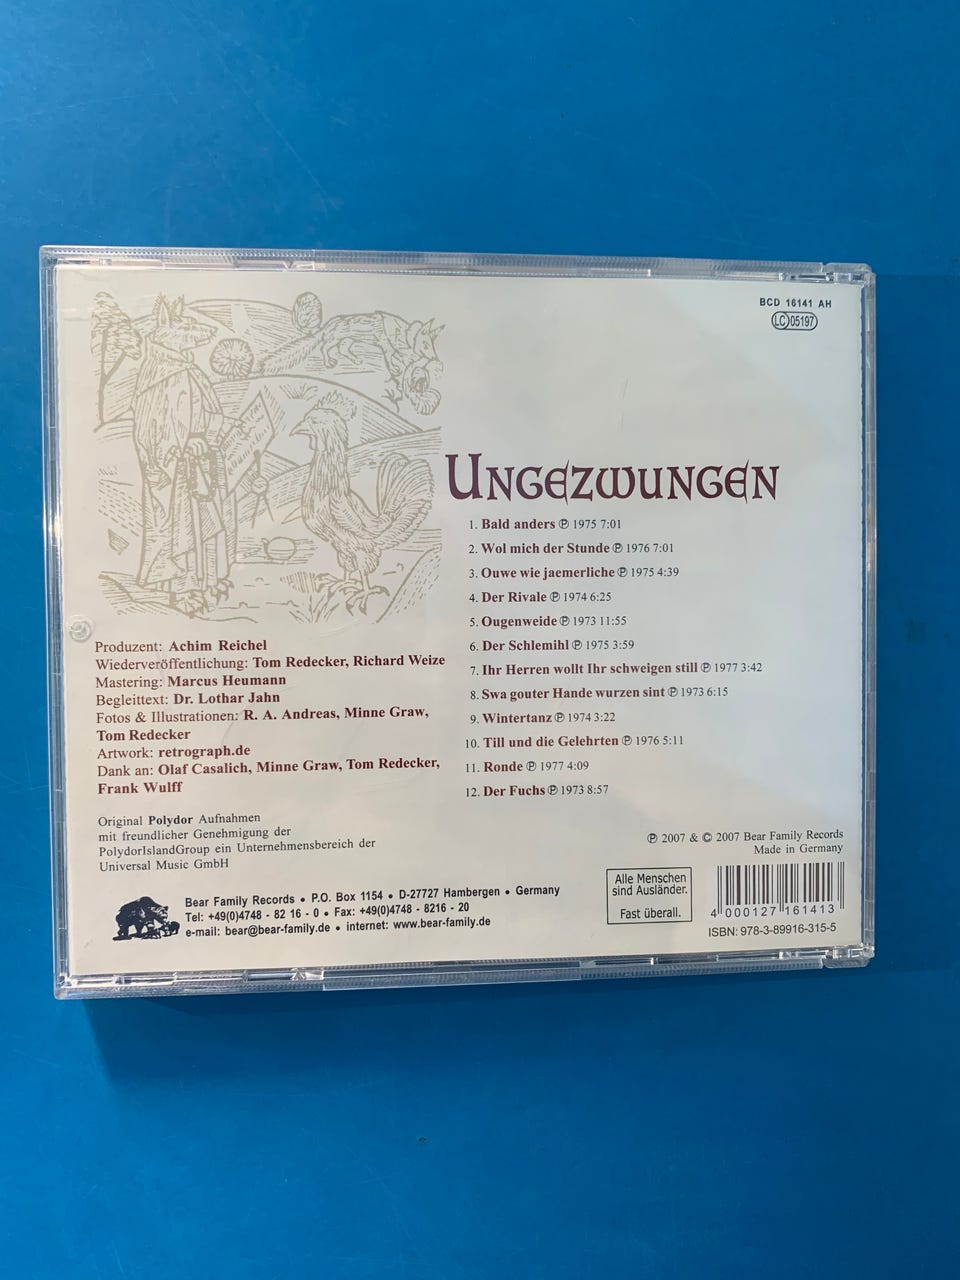 BCD 16141 AH
LC 05197
UNGEZWUNGEN
1. Bald anders ℗ 1975 7:01
2. Wol mich der Stunde ℗ 1976 7:01
3. Ouwe wie jaemerliche ℗ 1975 4:39
4. Der Rivale ℗ 1974 6:25
5. Ougenweide ℗ 1973 11:55
6. Der Schlemihl ℗ 1975 3:59
7. Ihr Herren wollt Ihr schweigen still ℗ 1977 3:42
8. Swa gouter Hande wurzen sint ℗ 1973 6:15
9. Wintertanz ℗ 1974 3:22
10. Till und die Gelehrten ℗ 1976 5:11
11. Ronde ℗ 1977 4:09
12. Der Fuchs ℗ 1973 8:57
Produzent: Achim Reichel
Wiederveröffentlichung: Tom Redecker, Richard Weize
Mastering: Marcus Heumann
Begleittext: Dr. Lothar Jahn
Fotos & Illustrationen: R. A. Andreas, Minne Graw,
Tom Redecker
Artwork: retrograph.de
Dank an: Olaf Casalich, Minne Graw, Tom Redecker,
Frank Wulff
Original Polydor Aufnahmen
mit freundlicher Genehmigung der
PolydorIslandGroup ein Unternehmensbereich der
Universal Music GmbH
℗ 2007 & © 2007 Bear Family Records
Made in Germany
Bear Family Records • P.O. Box 1154 • D-27727 Hambergen • Germany
Tel: +49(0)4748 - 82 16 - 0 • Fax: +49(0)4748 - 8216 - 20
e-mail: bear@bear-family.de • internet: www.bear-family.de
Alle Menschen
sind Ausländer.
Fast überall.
4 000127 161413
ISBN: 978-3-89916-315-5